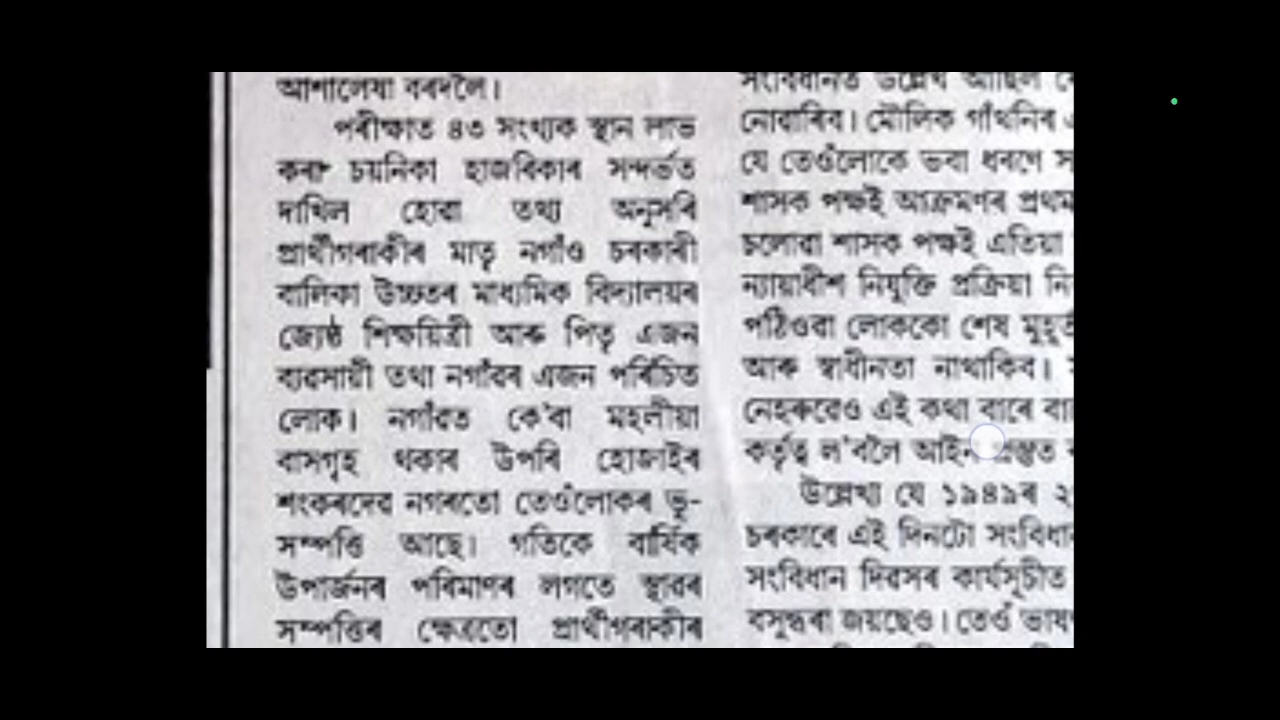 আশালেষা বৰদলৈ।
পৰীক্ষাত ৪৩ সংখ্যক স্থান লাভ
কৰা চয়নিকা হাজৰিকাৰ সন্দৰ্ভত
দাখিল হোৱা তথ্য অনুসৰি
প্ৰাৰ্থীগৰাকীৰ মাতৃ নগাঁও চৰকাৰী
বালিকা উচ্চতৰ মাধ্যমিক বিদ্যালয়ৰ
জ্যেষ্ঠ শিক্ষয়িত্ৰী আৰু পিতৃ এজন
ব্যৱসায়ী তথা নগাঁৱৰ এজন পৰিচিত
লোক। নগাঁৱত কে'বা মহলীয়া
বাসগৃহ থকাৰ উপৰি হোজাইৰ
শংকৰদেৱ নগৰতো তেওঁলোকৰ ভূ-
সম্পত্তি আছে। গতিকে বাৰ্ষিক
উপাৰ্জনৰ পৰিমাণৰ লগতে স্থাৱৰ
সম্পত্তিৰ ক্ষেত্ৰতো প্ৰাৰ্থীগৰাকীৰ
সংবিধানত উল্লেখ আছিল
নোৱাৰিব। মৌলিক গাঁথনিৰ
যে তেওঁলোকে ভবা ধৰণে
শাসক পক্ষই আক্ৰমণৰ প্ৰথম
চলোৱা শাসক পক্ষই এতিয়া
ন্যায়াধীশ নিযুক্তি প্ৰক্ৰিয়া
পঠিওৱা লোককো শেষ
আৰু স্বাধীনতা নাথাকিব।
নেহৰুৱেও এই কথা বাৰে
কৰ্তৃত্ব ল'বলৈ আইন প্ৰস্তুত
উল্লেখ্য যে ১৯৪৯ৰ
চৰকাৰে এই দিনটো
সংবিধান দিৱসৰ কাৰ্যসূচীত
বসুন্ধৰা জয়ছেও। তেওঁ